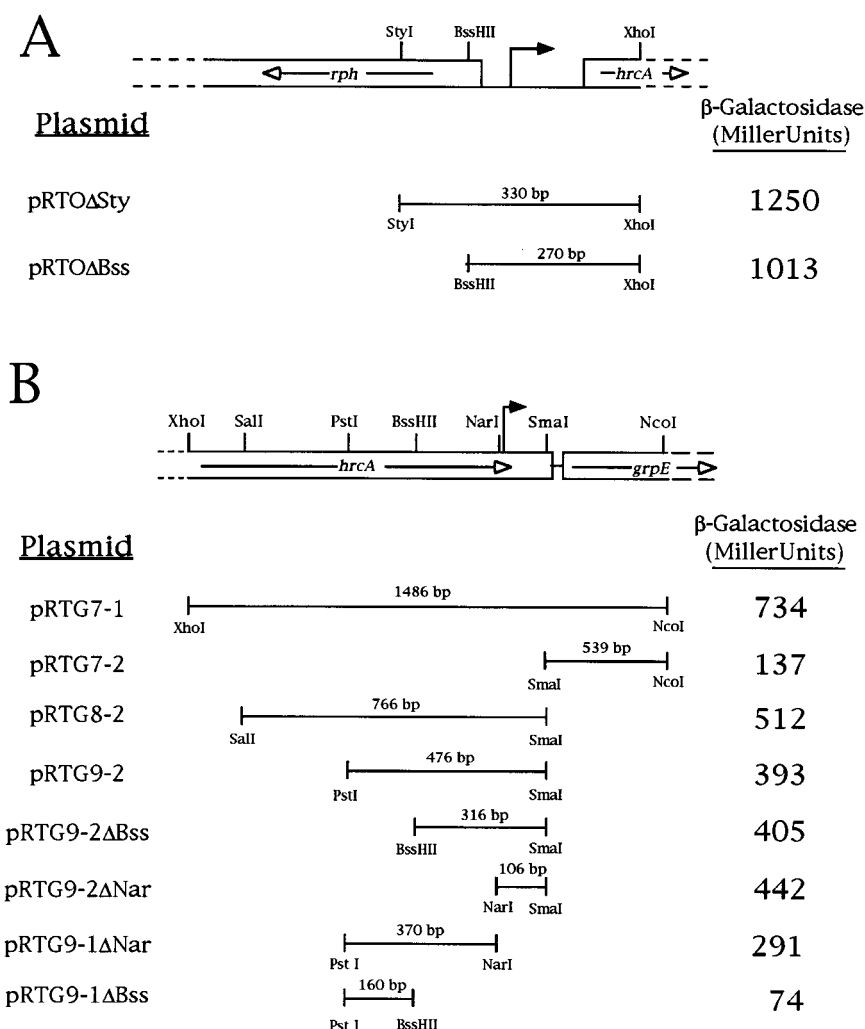 A
StyI BssHII XhoI
rph hrcA
Plasmid
β-Galactosidase
(MillerUnits)
pRTOΔSty 330 bp 1250
StyI XhoI
pRTOΔBss 270 bp 1013
BssHII XhoI
B
XhoI SalI PstI BssHII NarI SmaI NcoI
hrcA grpE
Plasmid
β-Galactosidase
(MillerUnits)
pRTG7-1 1486 bp 734
XhoI NcoI
pRTG7-2 539 bp 137
SmaI NcoI
pRTG8-2 766 bp 512
SalI SmaI
pRTG9-2 476 bp 393
PstI SmaI
pRTG9-2ΔBss 316 bp 405
BssHII SmaI
pRTG9-2ΔNar 106 bp 442
NarI SmaI
pRTG9-1ΔNar 370 bp 291
Pst I NarI
pRTG9-1ΔBss 160 bp 74
Pst I BssHII